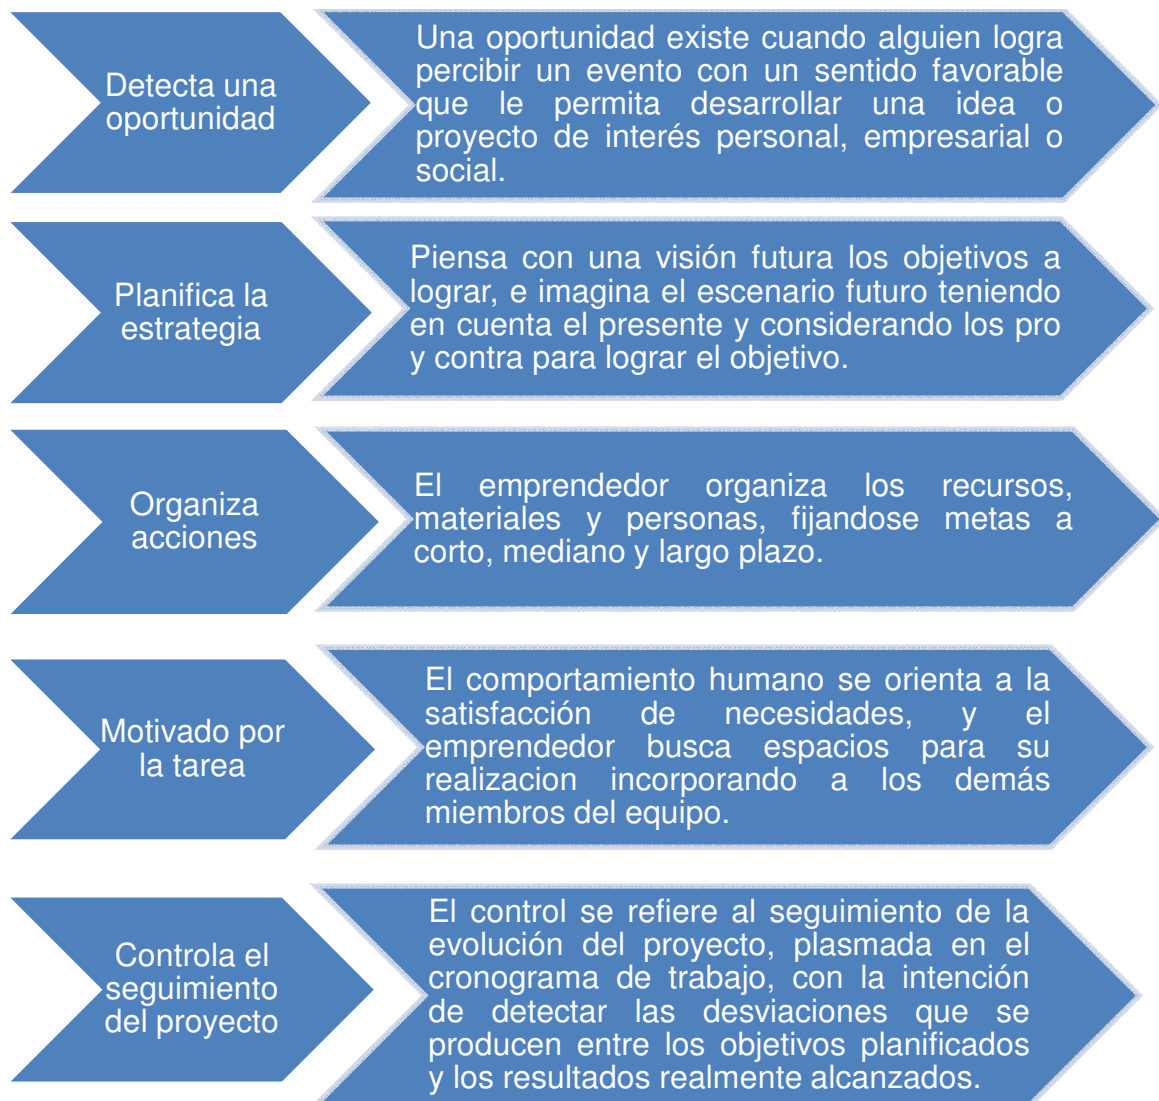 Detecta una
oportunidad
Una oportunidad existe cuando alguien logra
percibir un evento con un sentido favorable
que le permita desarrollar una idea o
proyecto de interés personal, empresarial o
social.
Planifica la
estrategia
Piensa con una visión futura los objetivos a
lograr, e imagina el escenario futuro teniendo
en cuenta el presente y considerando los pro
y contra para lograr el objetivo.
Organiza
acciones
El emprendedor organiza los recursos,
materiales y personas, fijandose metas a
corto, mediano y largo plazo.
Motivado por
la tarea
El comportamiento humano se orienta a la
satisfacción de necesidades, y el
emprendedor busca espacios para su
realizacion incorporando a los demás
miembros del equipo.
Controla el
seguimiento
del proyecto
El control se refiere al seguimiento de la
evolución del proyecto, plasmada en el
cronograma de trabajo, con la intención
de detectar las desviaciones que se
producen entre los objetivos planificados
y los resultados realmente alcanzados.